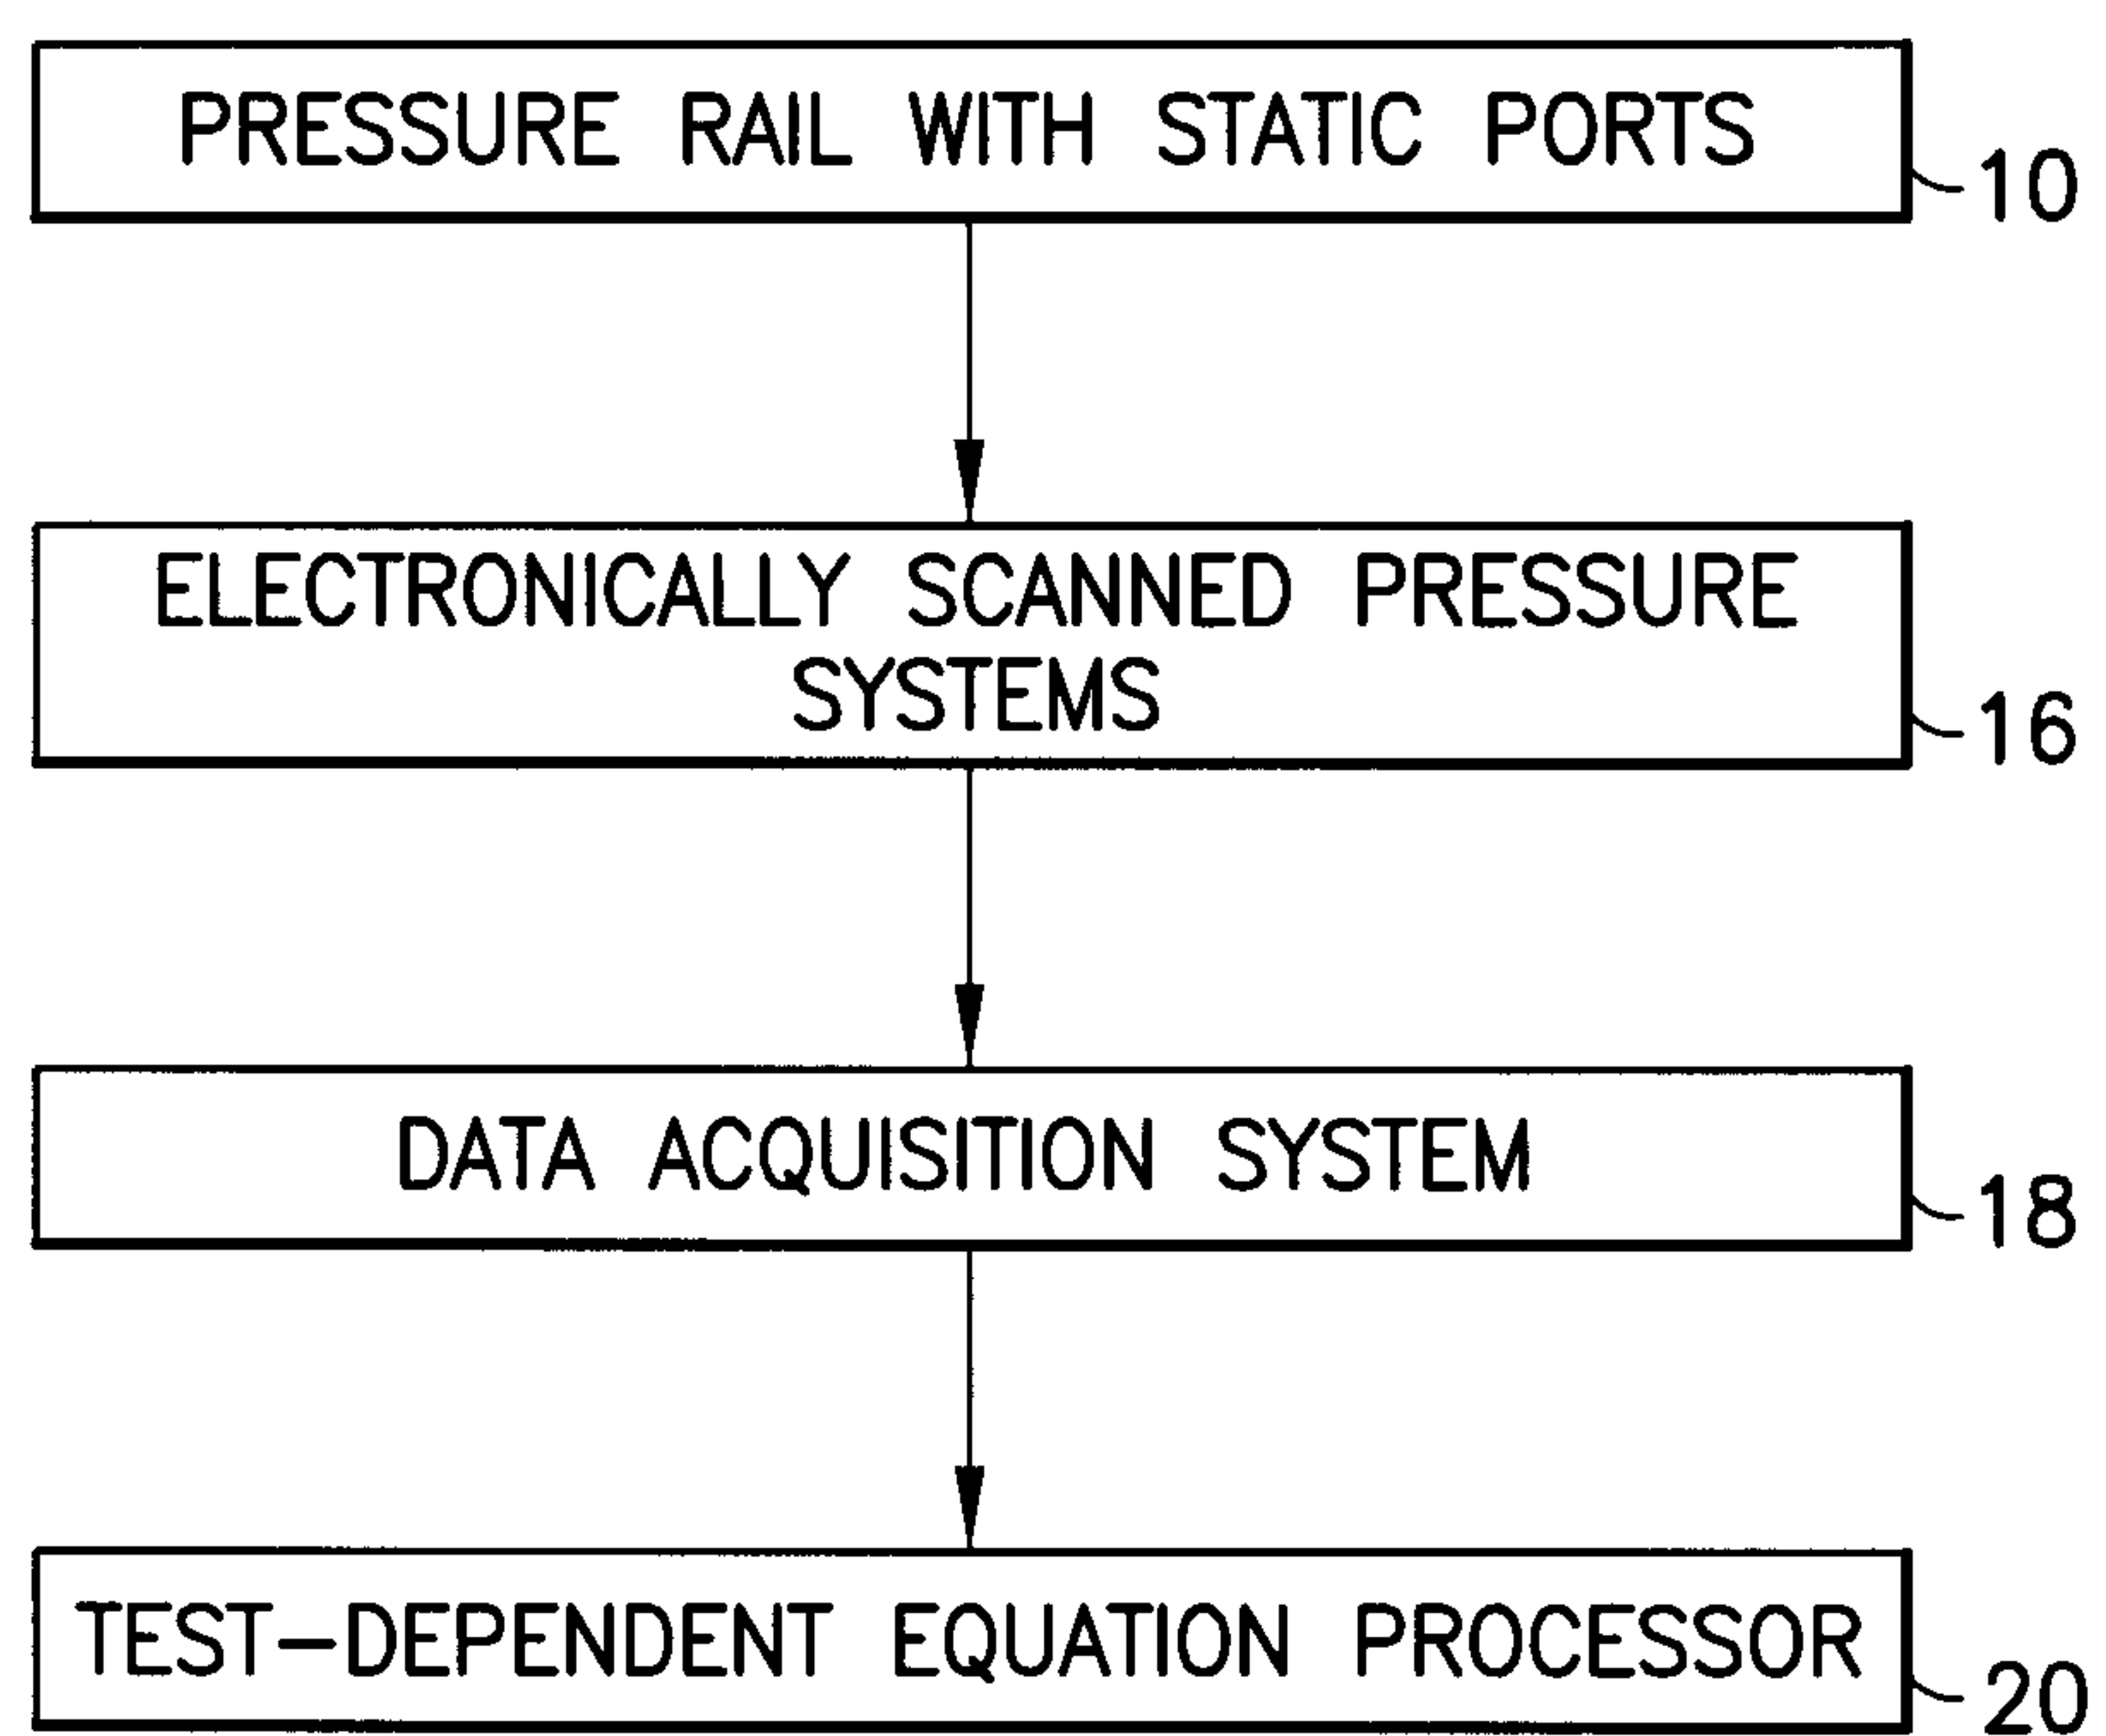 PRESSURE RAIL WITH STATIC PORTS
10
ELECTRONICALLY SCANNED PRESSURE
SYSTEMS
16
DATA ACQUISITION SYSTEM
18
TEST-DEPENDENT EQUATION PROCESSOR
20